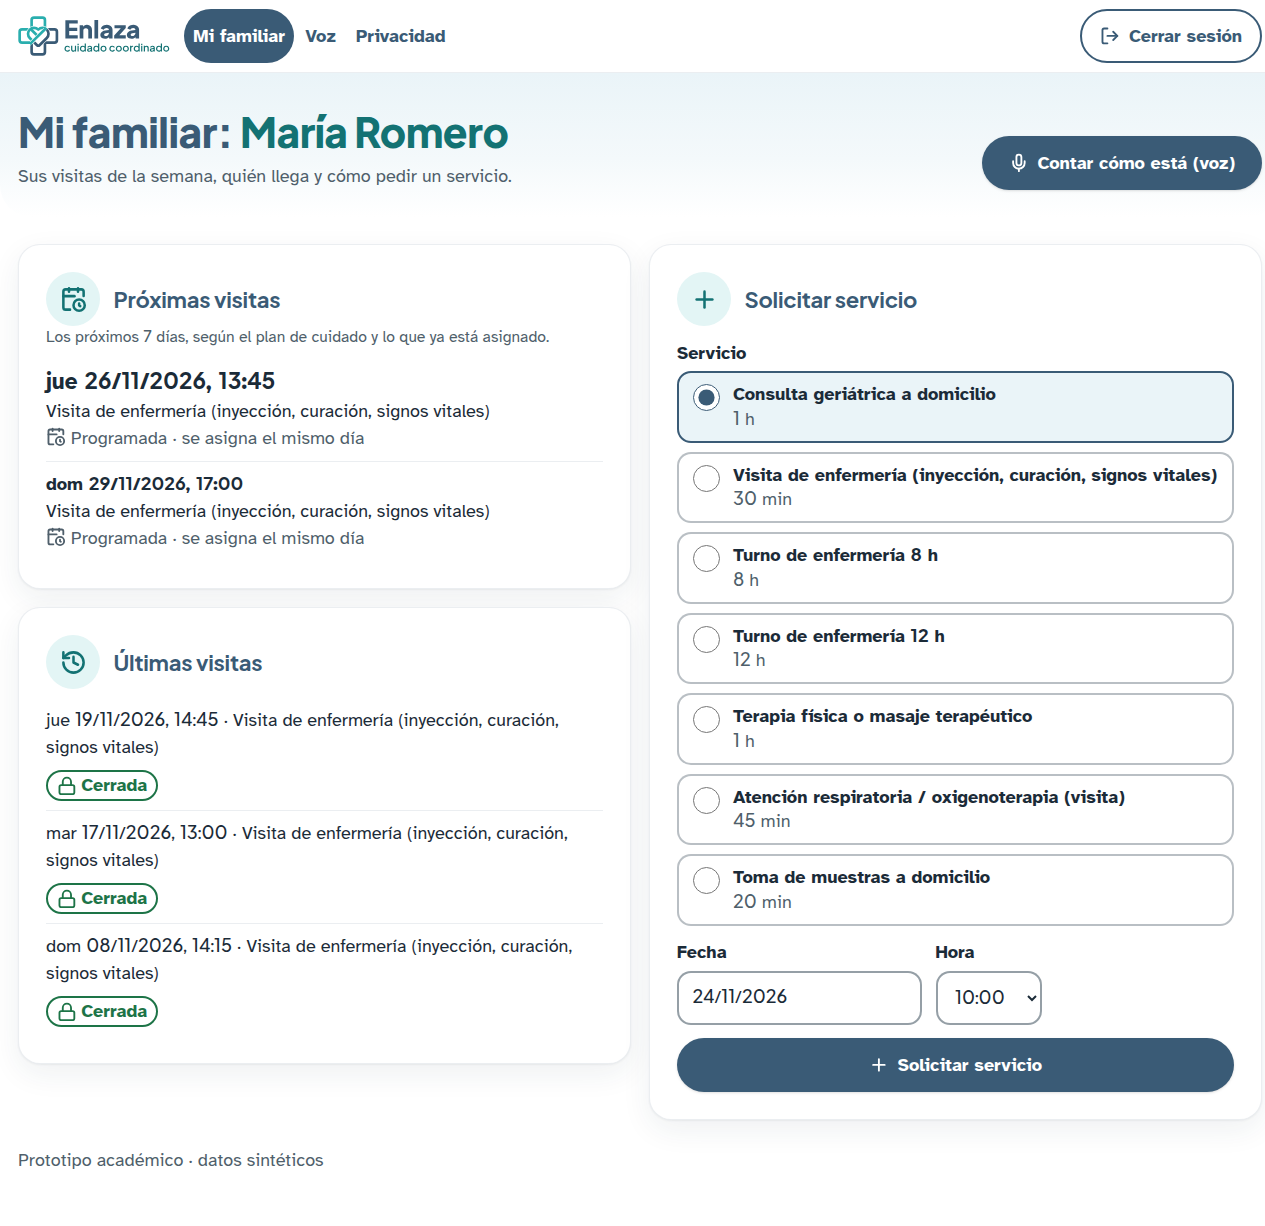 Enlaza
cuidado coordinado
Mi familiar
Voz
Privacidad
Cerrar sesión
Mi familiar: María Romero
Sus visitas de la semana, quién llega y cómo pedir un servicio.
Contar cómo está (voz)
Próximas visitas
Los próximos 7 días, según el plan de cuidado y lo que ya está asignado.
jue 26/11/2026, 13:45
Visita de enfermería (inyección, curación, signos vitales)
Programada · se asigna el mismo día
dom 29/11/2026, 17:00
Visita de enfermería (inyección, curación, signos vitales)
Programada · se asigna el mismo día
Últimas visitas
jue 19/11/2026, 14:45 · Visita de enfermería (inyección, curación,
signos vitales)
Cerrada
mar 17/11/2026, 13:00 · Visita de enfermería (inyección, curación,
signos vitales)
Cerrada
dom 08/11/2026, 14:15 · Visita de enfermería (inyección, curación,
signos vitales)
Cerrada
Solicitar servicio
Servicio
Consulta geriátrica a domicilio
1 h
Visita de enfermería (inyección, curación, signos vitales)
30 min
Turno de enfermería 8 h
8 h
Turno de enfermería 12 h
12 h
Terapia física o masaje terapéutico
1 h
Atención respiratoria / oxigenoterapia (visita)
45 min
Toma de muestras a domicilio
20 min
Fecha
Hora
24/11/2026
10:00
Solicitar servicio
Prototipo académico · datos sintéticos